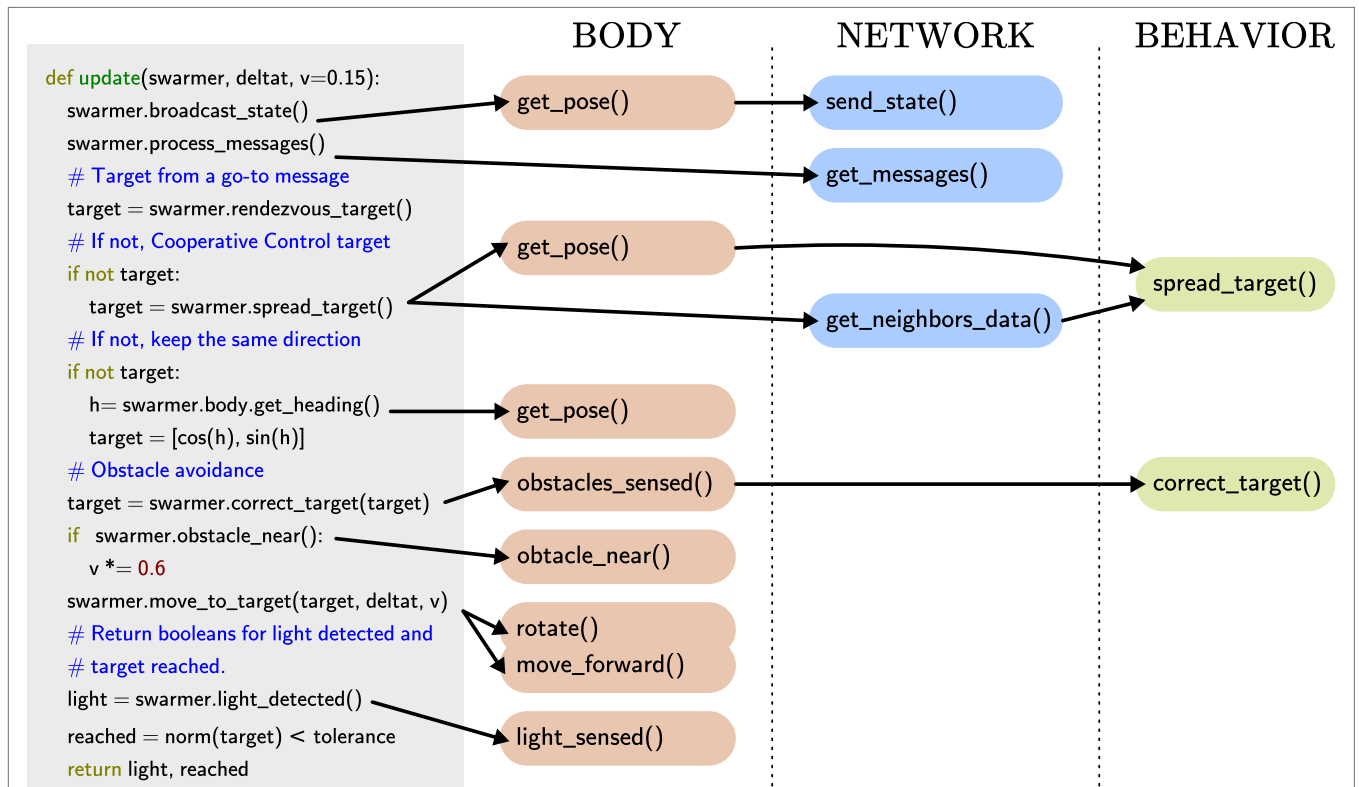 BODY NETWORK BEHAVIOR
def update(swarmer, deltat, v=0.15):
swarmer.broadcast_state()
swarmer.process_messages()
# Target from a go-to message
target = swarmer.rendezvous_target()
# If not, Cooperative Control target
if not target:
target = swarmer.spread_target()
# If not, keep the same direction
if not target:
h= swarmer.body.get_heading()
target = [cos(h), sin(h)]
# Obstacle avoidance
target = swarmer.correct_target(target)
if swarmer.obstacle_near():
v *= 0.6
swarmer.move_to_target(target, deltat, v)
# Return booleans for light detected and
# target reached.
light = swarmer.light_detected()
reached = norm(target) < tolerance
return light, reached
get_pose()
send_state()
get_messages()
get_pose()
spread_target()
get_neighbors_data()
get_pose()
obstacles_sensed()
correct_target()
obtacle_near()
rotate()
move_forward()
light_sensed()